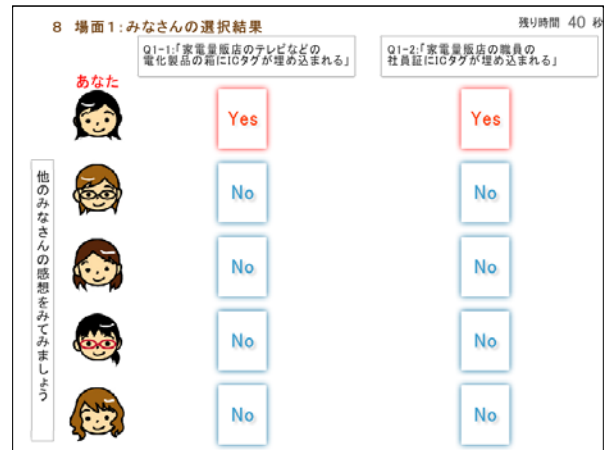 8 場面1:みなさんの選択結果
残り時間 40 秒
Q1-1:「家電量販店のテレビなどの
電化製品の箱にICタグが埋め込まれる」
Q1-2:「家電量販店の職員の
社員証にICタグが埋め込まれる」
あなた
Yes
Yes
他のみなさんの感想をみてみましょう
No
No
No
No
No
No
No
No